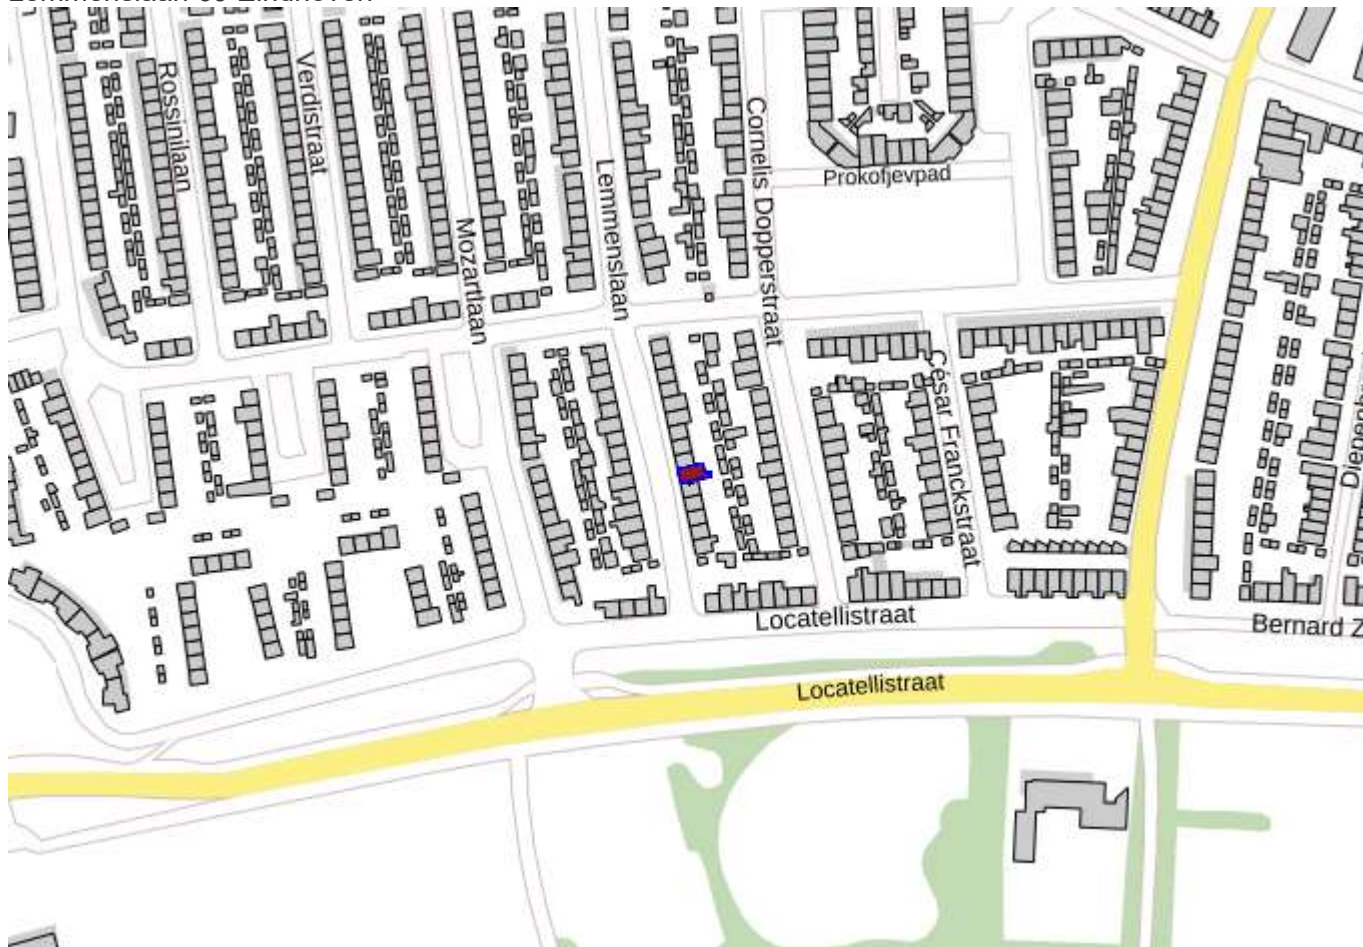 Rossinilaan
Verdistraat
Mozartlaan
Lemmenslaan
Cornelis Dopperstraat
Prokofjevpad
César Franckstraat
Locatellistraat
Locatellistraat
Bernard Z